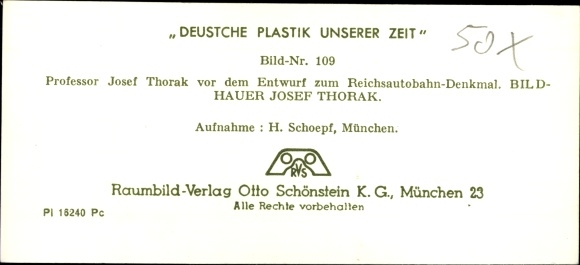 „DEUSTCHE PLASTIK UNSERER ZEIT"
50X
Bild-Nr. 109
Professor Josef Thorak vor dem Entwurf zum Reichsautobahn-Denkmal. BILD-
HAUER JOSEF THORAK.
Aufnahme : H. Schoepf, München.
RVS
Raumbild-Verlag Otto Schönstein K. G., München 23
Alle Rechte vorbehalten
Pl 16240 Pc